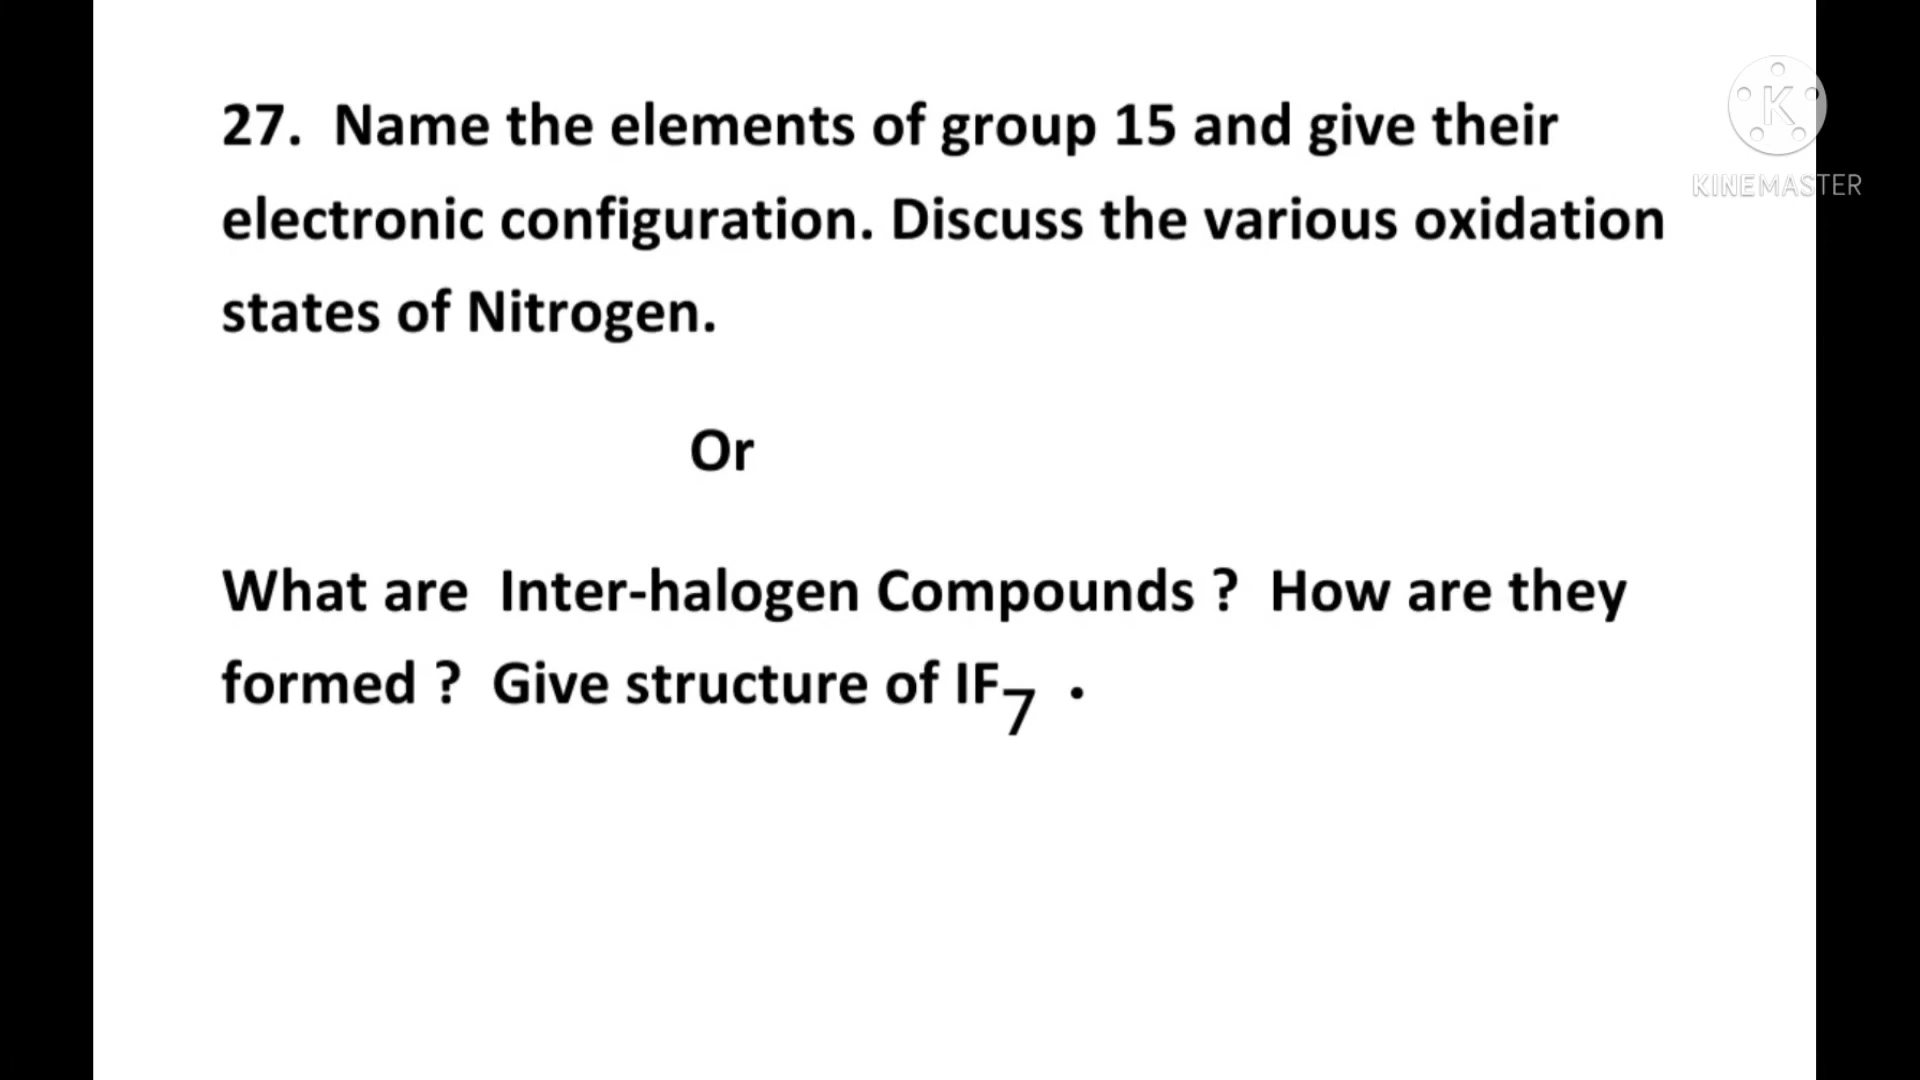 27. Name the elements of group 15 and give their
electronic configuration. Discuss the various oxidation
states of Nitrogen.
Or
What are Inter-halogen Compounds ? How are they
formed ? Give structure of IF7 .
K
KINEMASTER